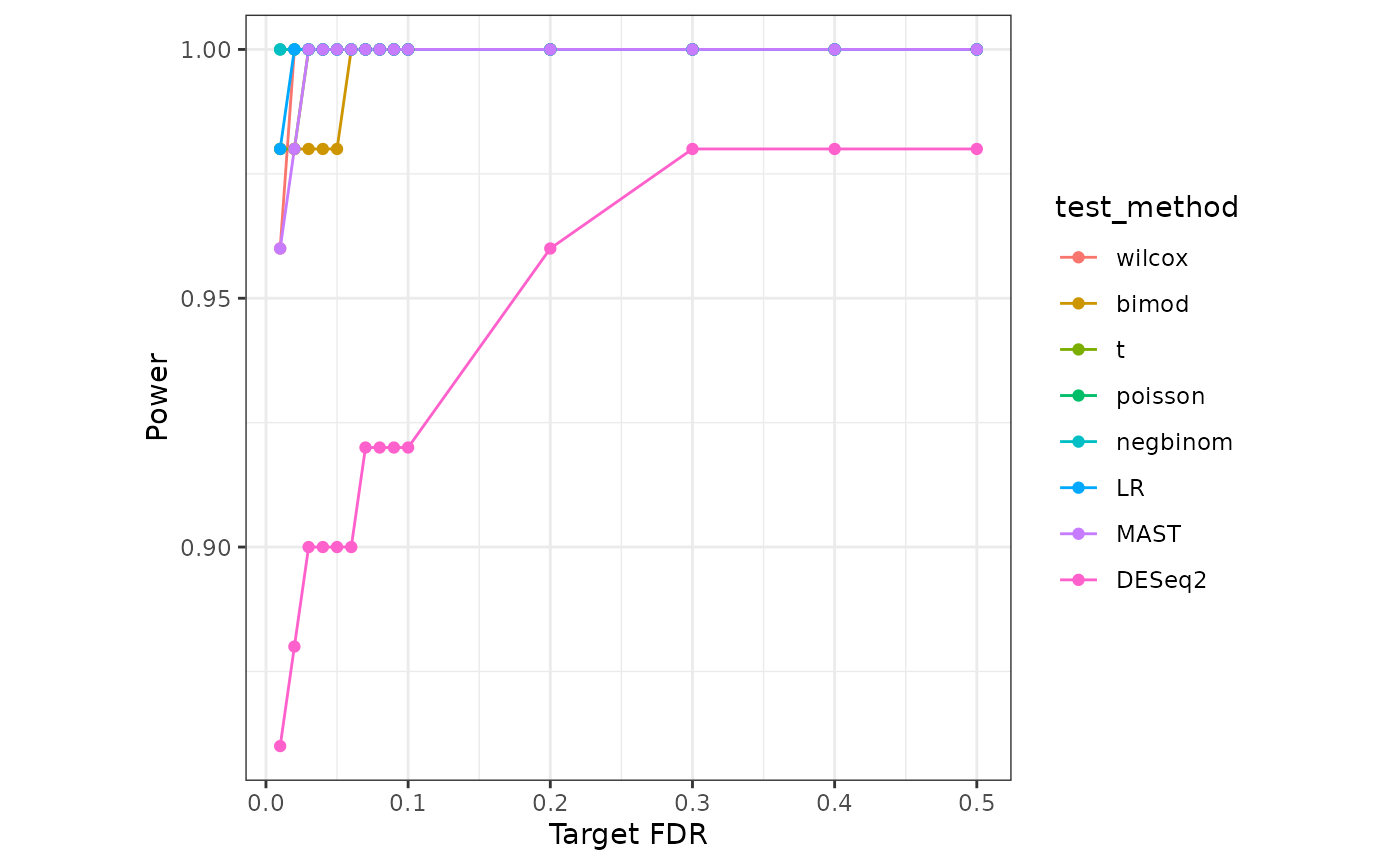 1.00
0.95
0.90
Power
0.0 0.1 0.2 0.3 0.4 0.5
Target FDR
test_method
wilcox
bimod
t
poisson
negbinom
LR
MAST
DESeq2